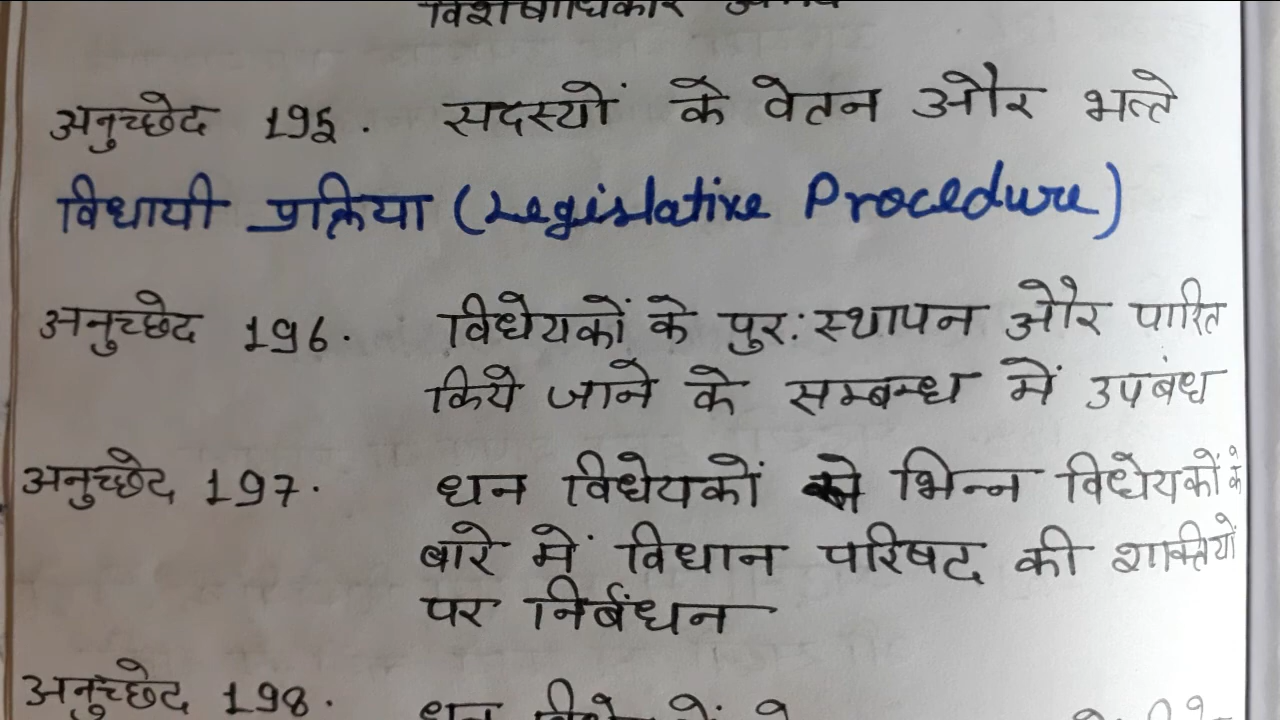 विशेषाधिकार
अनुच्छेद 195. सदस्यों के वेतन और भत्ते
विधायी प्रक्रिया (Legislative Procedure)
अनुच्छेद 196. विधेयकों के पुर:स्थापन और पारित
किये जाने के सम्बन्ध में उपबंध
अनुच्छेद 197. धन विधेयकों से भिन्न विधेयकों के
बारे में विधान परिषद की शक्तियों
पर निर्बंधन
अनुच्छेद 198. धन